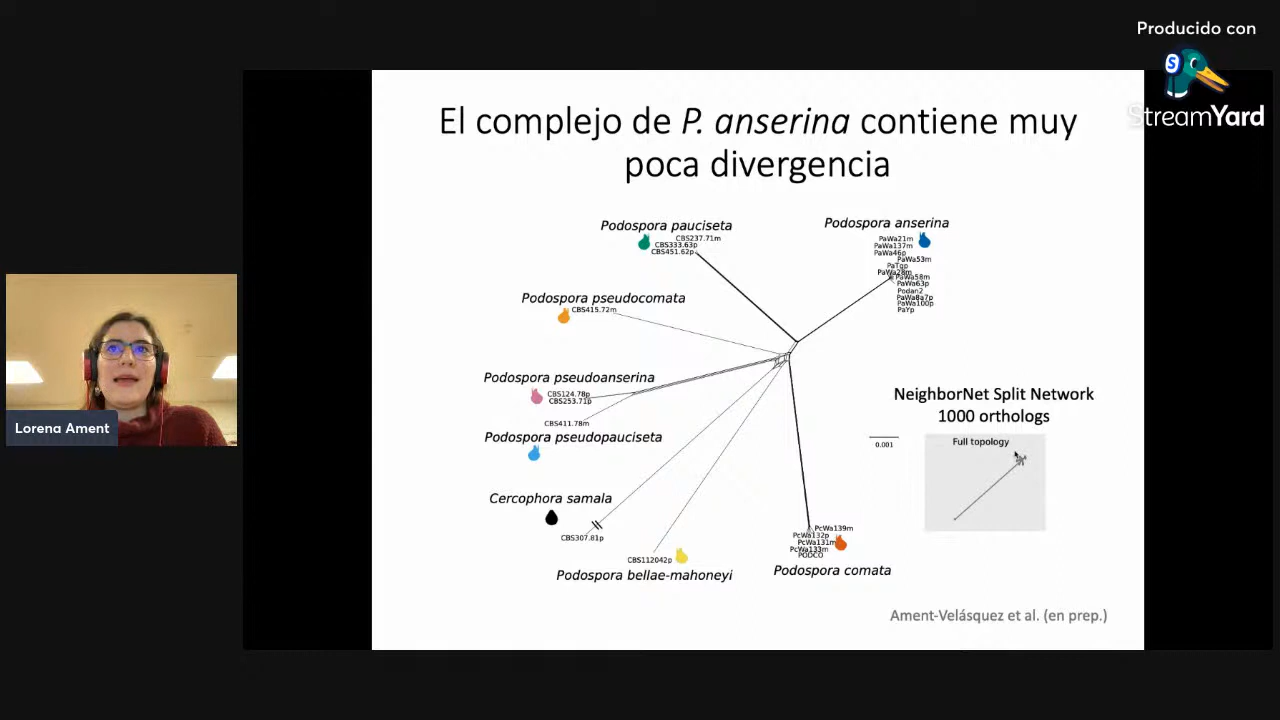 Producido con
S
StreamYard
El complejo de P. anserina contiene muy
poca divergencia
Podospora pauciseta
CBS237.71m
CBS333.63p
CBS451.62p
Podospora anserina
PaWa21m
PaWa137m
PaWa46p
PaWa53m
PaTgp
PaWa28m
PaWa58m
PaWa63p
Podan2
PaWa87p
PaWa100p
PaYp
Podospora pseudocomata
CBS415.72m
Podospora pseudoanserina
CBS124.78p
CBS253.71p
CBS411.78m
Podospora pseudopauciseta
NeighborNet Split Network
1000 orthologs
Full topology
0.001
Lorena Ament
Cercophora samala
CBS307.81p
CBS112042p
Podospora bellae-mahoneyi
PcWa139m
PcWa132p
PcWa131m
PcWa133m
PODCO
Podospora comata
Ament-Velásquez et al. (en prep.)